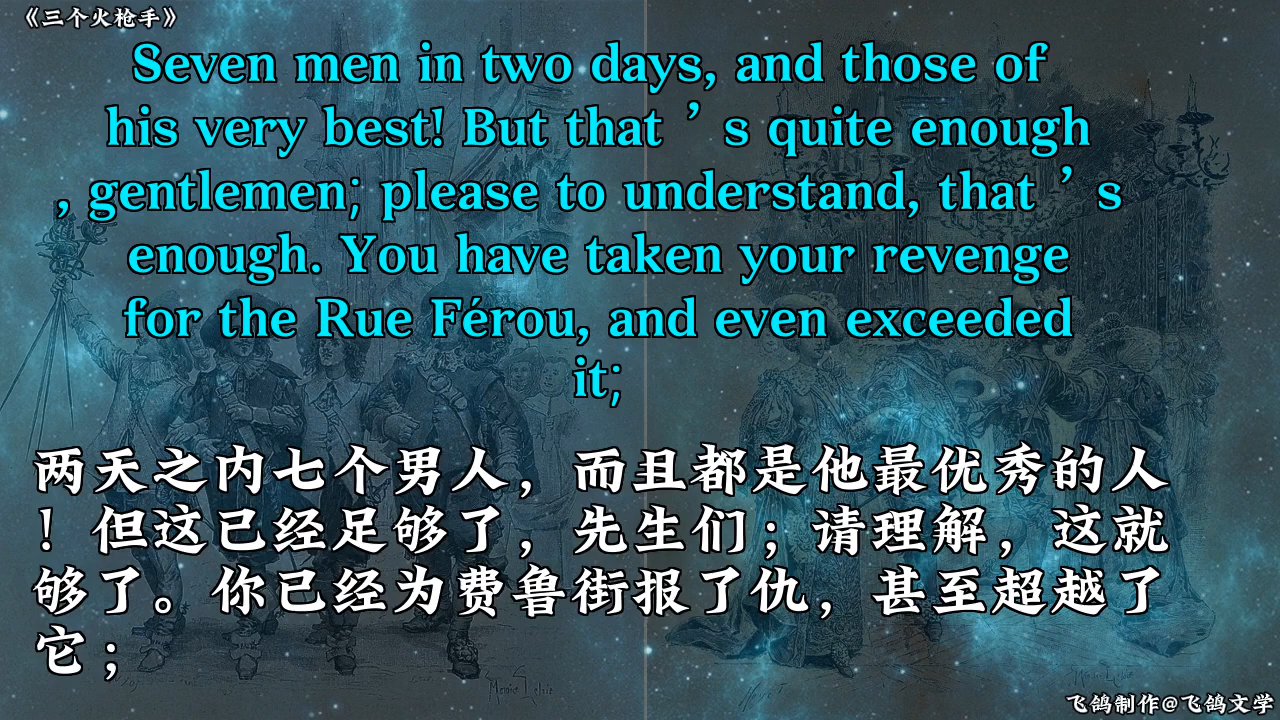 《三个火枪手》
Seven men in two days, and those of
his very best! But that ’ s quite enough
, gentlemen; please to understand, that ’ s
enough. You have taken your revenge
for the Rue Férou, and even exceeded
it;
两天之内七个男人，而且都是他最优秀的人
！但这已经足够了，先生们；请理解，这就
够了。你已经为费鲁街报了仇，甚至超越了
它；
飞鸽制作@飞鸽文学